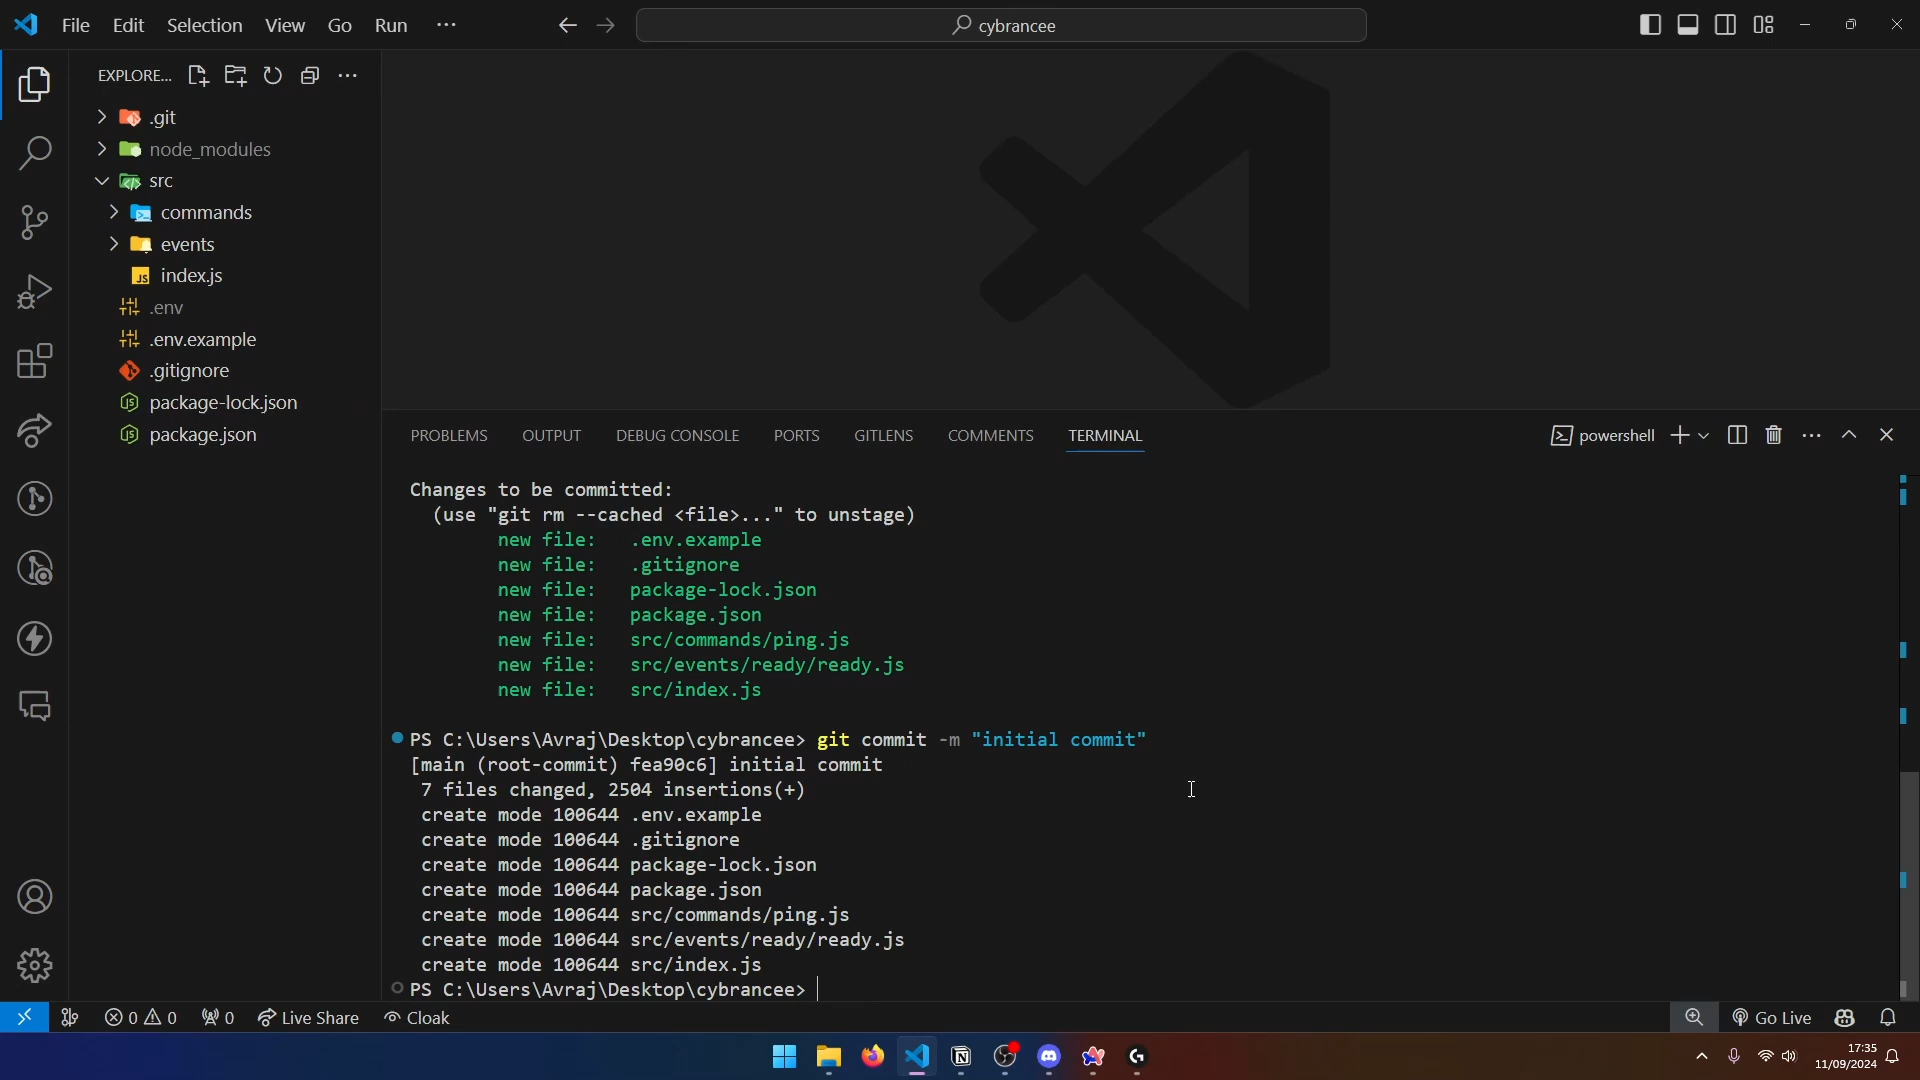 File Edit Selection View Go Run ...
cybrancee
EXPLORE...
.git
node_modules
src
commands
events
index.js
.env
.env.example
.gitignore
package-lock.json
package.json
PROBLEMS OUTPUT DEBUG CONSOLE PORTS GITLENS COMMENTS TERMINAL
powershell
Changes to be committed:
(use "git rm --cached <file>..." to unstage)
new file: .env.example
new file: .gitignore
new file: package-lock.json
new file: package.json
new file: src/commands/ping.js
new file: src/events/ready/ready.js
new file: src/index.js
PS C:\Users\Avraj\Desktop\cybrancee> git commit -m "initial commit"
[main (root-commit) fea90c6] initial commit
7 files changed, 2504 insertions(+)
create mode 100644 .env.example
create mode 100644 .gitignore
create mode 100644 package-lock.json
create mode 100644 package.json
create mode 100644 src/commands/ping.js
create mode 100644 src/events/ready/ready.js
create mode 100644 src/index.js
PS C:\Users\Avraj\Desktop\cybrancee>
0 0 0 Live Share Cloak Go Live
17:35
11/09/2024